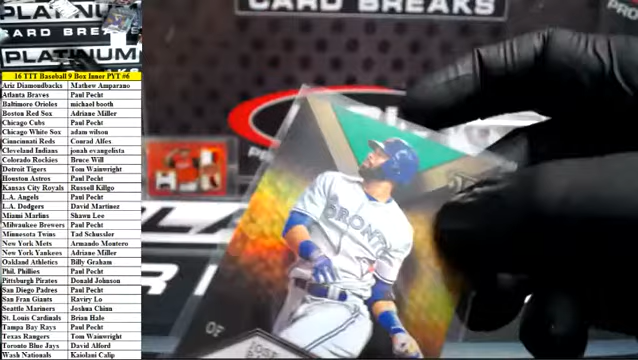 PLATINUM
CARD BREAKS
PLATINUM
CARD BREAKS
16 TTT Baseball 9 Box Inner PYT #6
Ariz Diamondbacks Mathew Amparano
Atlanta Braves Paul Pecht
Baltimore Orioles michael booth
Boston Red Sox Adriane Miller
Chicago Cubs Paul Pecht
Chicago White Sox adam wilson
Cinncinati Reds Conrad Alfes
Cleveland Indians jonah evangelista
Colorado Rockies Bruce Will
Detroit Tigers Tom Wainwright
Houston Astros Paul Pecht
Kansas City Royals Russell Killgo
L.A. Angels Paul Pecht
L.A. Dodgers David Martinez
Miami Marlins Shawn Lee
Milwaukee Brewers Paul Pecht
Minnesota Twins Tad Schussler
New York Mets Armando Montero
New York Yankees Adriane Miller
Oakland Athletics Billy Graham
Phil. Phillies Paul Pecht
Pittsburgh Pirates Donald Johnson
San Diego Padres Paul Pecht
San Fran Giants Raviry Lo
Seattle Mariners Joshua Chinn
St. Louis Cardinals Brian Hale
Tampa Bay Rays Paul Pecht
Texas Rangers Tom Wainwright
Toronto Blue Jays David Alford
Wash Nationals Kaiolani Calip
TORONTO
OF